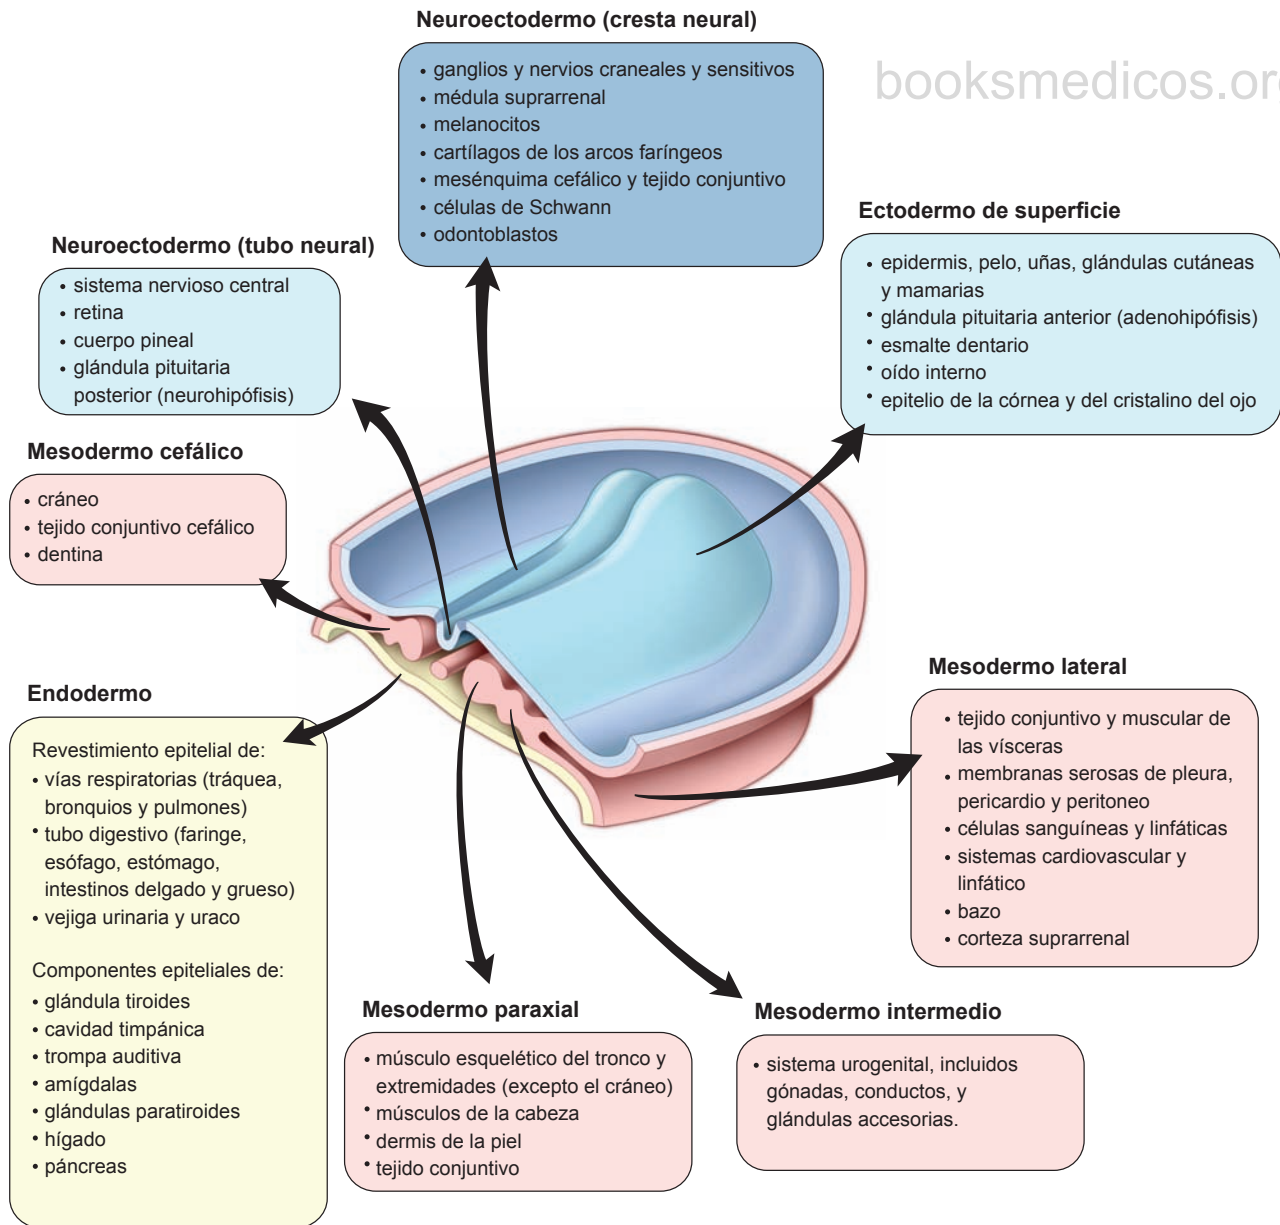 Neuroectodermo (cresta neural)
• ganglios y nervios craneales y sensitivos
• médula suprarrenal
• melanocitos
• cartílagos de los arcos faríngeos
• mesénquima cefálico y tejido conjuntivo
• células de Schwann
• odontoblastos
booksmedicos.org
Ectodermo de superficie
• epidermis, pelo, uñas, glándulas cutáneas
y mamarias
• glándula pituitaria anterior (adenohipófisis)
• esmalte dentario
• oído interno
• epitelio de la córnea y del cristalino del ojo
Neuroectodermo (tubo neural)
• sistema nervioso central
• retina
• cuerpo pineal
• glándula pituitaria
posterior (neurohipófisis)
Mesodermo cefálico
• cráneo
• tejido conjuntivo cefálico
• dentina
Endodermo
Revestimiento epitelial de:
• vías respiratorias (tráquea,
bronquios y pulmones)
• tubo digestivo (faringe,
esófago, estómago,
intestinos delgado y grueso)
• vejiga urinaria y uraco
Componentes epiteliales de:
• glándula tiroides
• cavidad timpánica
• trompa auditiva
• amígdalas
• glándulas paratiroides
• hígado
• páncreas
Mesodermo lateral
• tejido conjuntivo y muscular de
las vísceras
• membranas serosas de pleura,
pericardio y peritoneo
• células sanguíneas y linfáticas
• sistemas cardiovascular y
linfático
• bazo
• corteza suprarrenal
Mesodermo paraxial
• músculo esquelético del tronco y
extremidades (excepto el cráneo)
• músculos de la cabeza
• dermis de la piel
• tejido conjuntivo
Mesodermo intermedio
• sistema urogenital, incluidos
gónadas, conductos, y
glándulas accesorias.